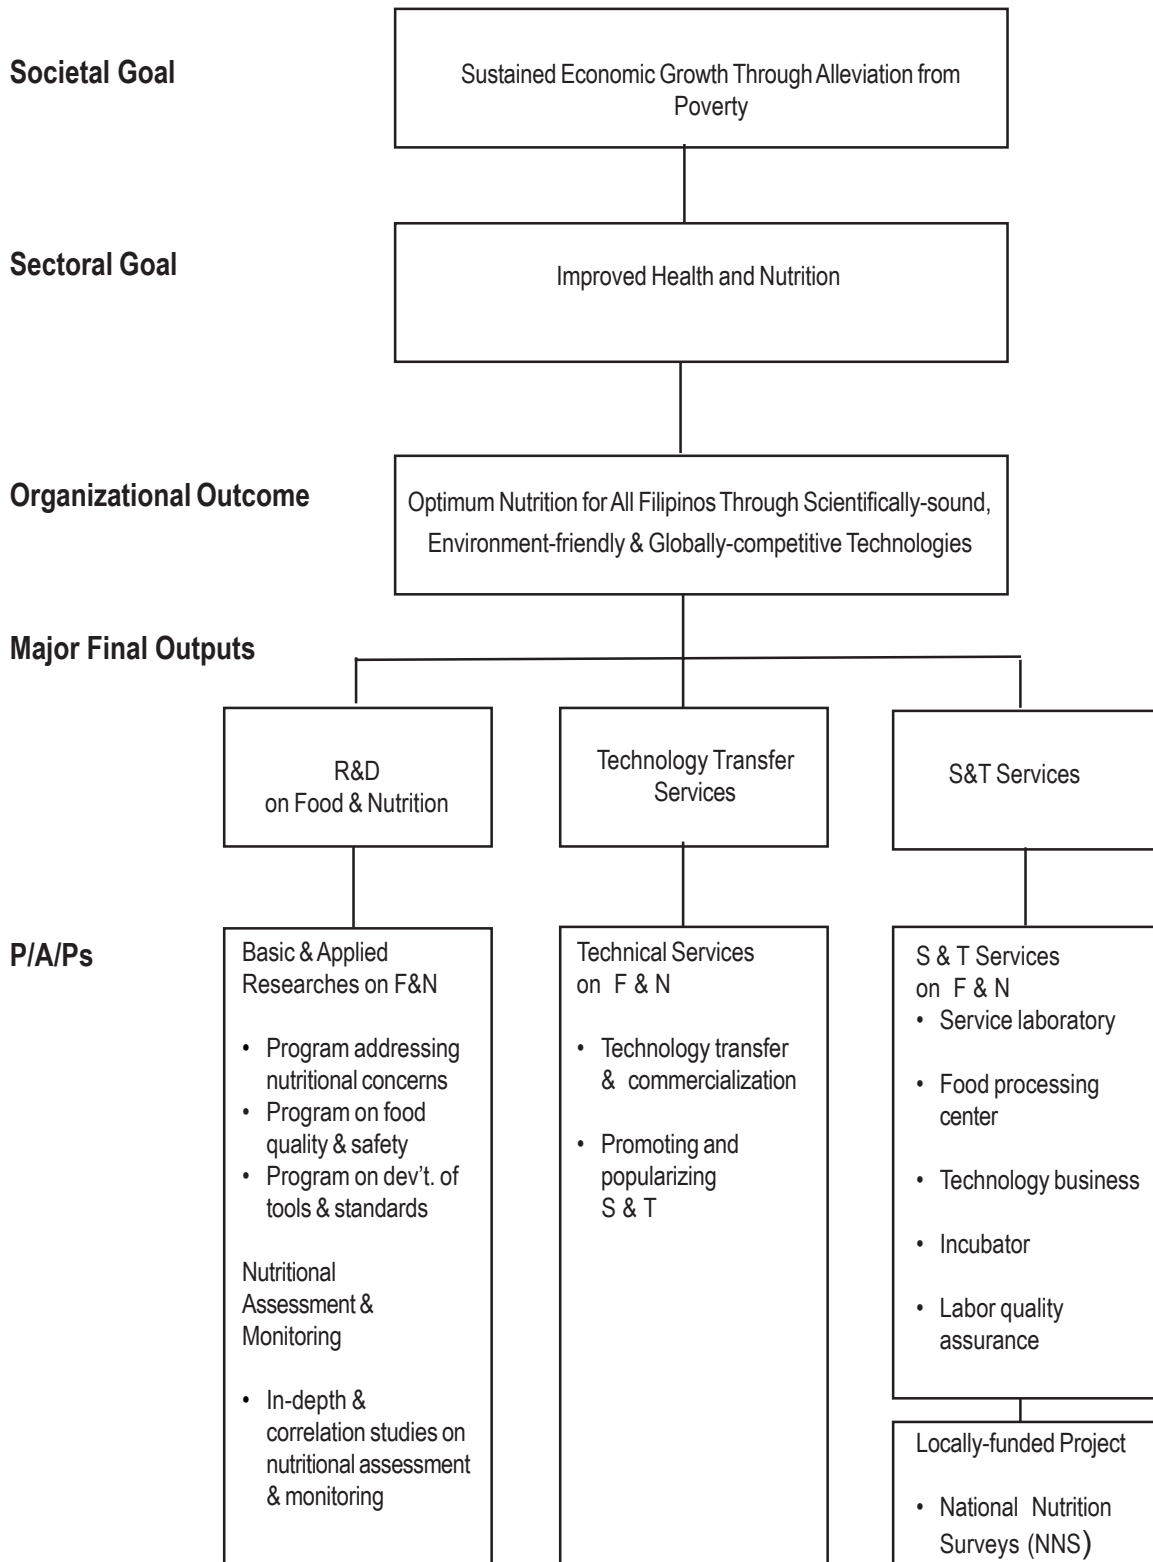 Societal Goal
Sustained Economic Growth Through Alleviation from
Poverty
Sectoral Goal
Improved Health and Nutrition
Organizational Outcome
Optimum Nutrition for All Filipinos Through Scientifically-sound,
Environment-friendly & Globally-competitive Technologies
Major Final Outputs
R&D
on Food & Nutrition
Technology Transfer
Services
S&T Services
P/A/Ps
Basic & Applied
Researches on F&N
• Program addressing
nutritional concerns
• Program on food
quality & safety
• Program on dev't. of
tools & standards
Nutritional
Assessment &
Monitoring
• In-depth &
correlation studies on
nutritional assessment
& monitoring
Technical Services
on F & N
• Technology transfer
& commercialization
• Promoting and
popularizing
S & T
S & T Services
on F & N
• Service laboratory
• Food processing
center
• Technology business
• Incubator
• Labor quality
assurance
Locally-funded Project
• National Nutrition
Surveys (NNS)